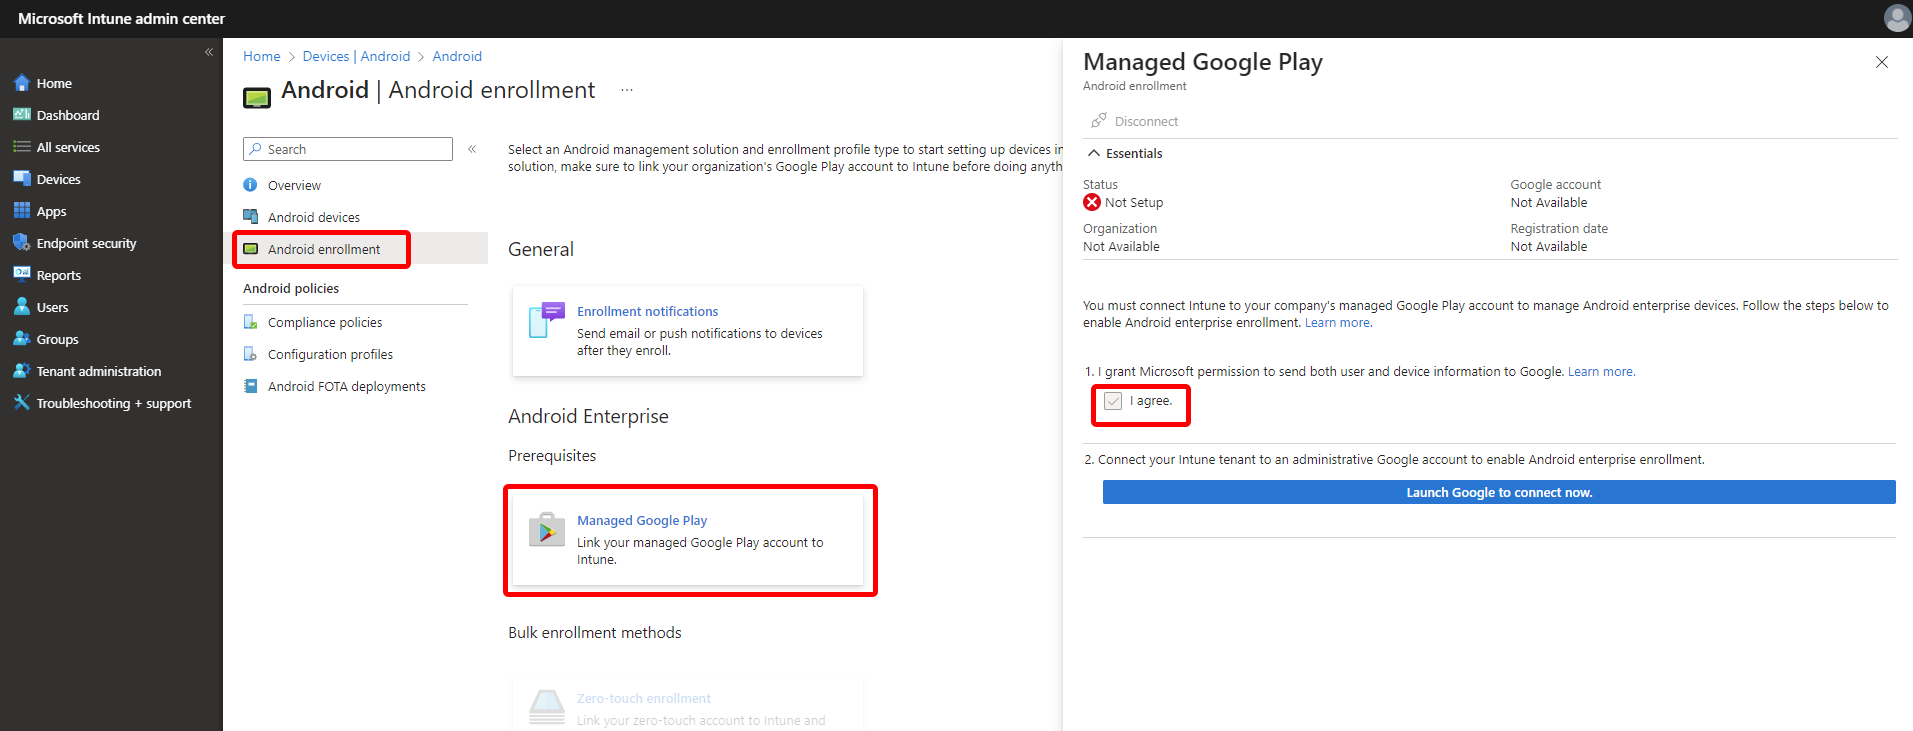 Microsoft Intune admin center
«
Home
Dashboard
All services
Devices
Apps
Endpoint security
Reports
Users
Groups
Tenant administration
Troubleshooting + support
Home > Devices | Android > Android
Android | Android enrollment ...
Search
«
Overview
Android devices
Android enrollment
Android policies
Compliance policies
Configuration profiles
Android FOTA deployments
Select an Android management solution and enrollment profile type to start setting up devices in
solution, make sure to link your organization's Google Play account to Intune before doing anyth
General
Enrollment notifications
Send email or push notifications to devices
after they enroll.
Android Enterprise
Prerequisites
Managed Google Play
Link your managed Google Play account to
Intune.
Bulk enrollment methods
Zero-touch enrollment
Link your zero-touch account to Intune and
Managed Google Play
Android enrollment
Disconnect
Essentials
Status
Not Setup
Google account
Not Available
Organization
Not Available
Registration date
Not Available
You must connect Intune to your company's managed Google Play account to manage Android enterprise devices. Follow the steps below to
enable Android enterprise enrollment. Learn more.
1. I grant Microsoft permission to send both user and device information to Google. Learn more.
I agree.
2. Connect your Intune tenant to an administrative Google account to enable Android enterprise enrollment.
Launch Google to connect now.